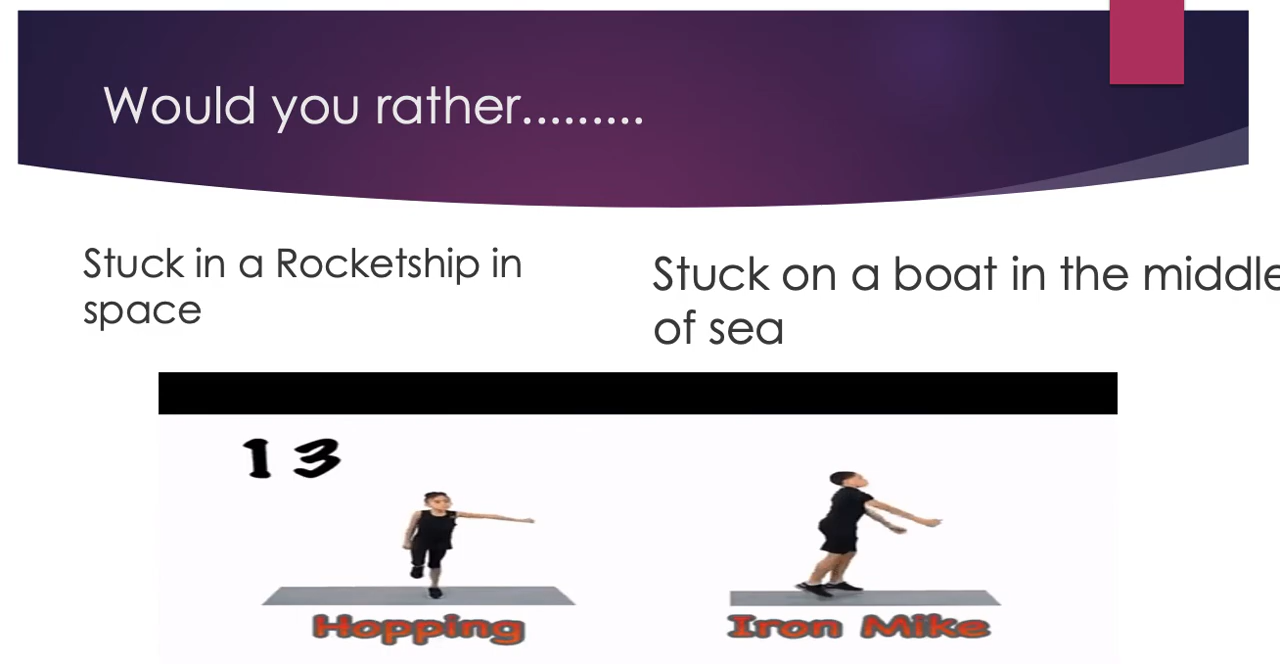 Would you rather.........
Stuck in a Rocketship in
space
Stuck on a boat in the middle
of sea
13
Hopping
Iron Mike